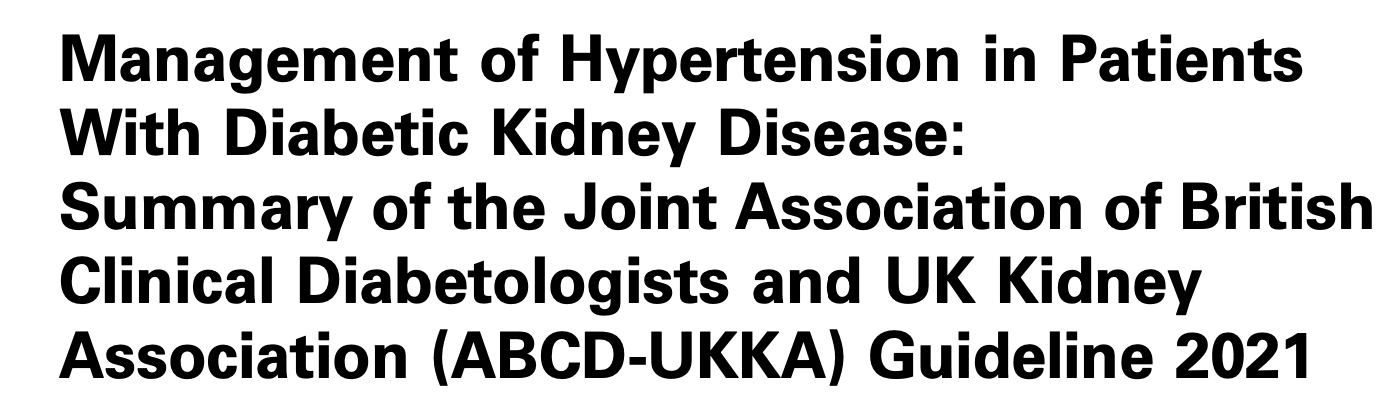 Management of Hypertension in Patients
With Diabetic Kidney Disease:
Summary of the Joint Association of British
Clinical Diabetologists and UK Kidney
Association (ABCD-UKKA) Guideline 2021